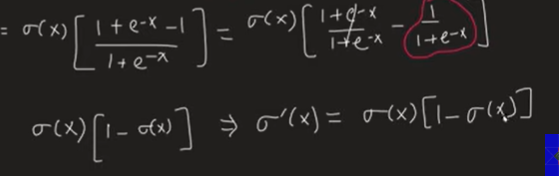 = σ(x) [ (1 + e^-x - 1) / (1 + e^-x) ] = σ(x) [ (1 + e^-x) / (1 + e^-x) - 1 / (1 + e^-x) ]
σ(x) [1 - σ(x)] ⇒ σ'(x) = σ(x) [1 - σ(x)]